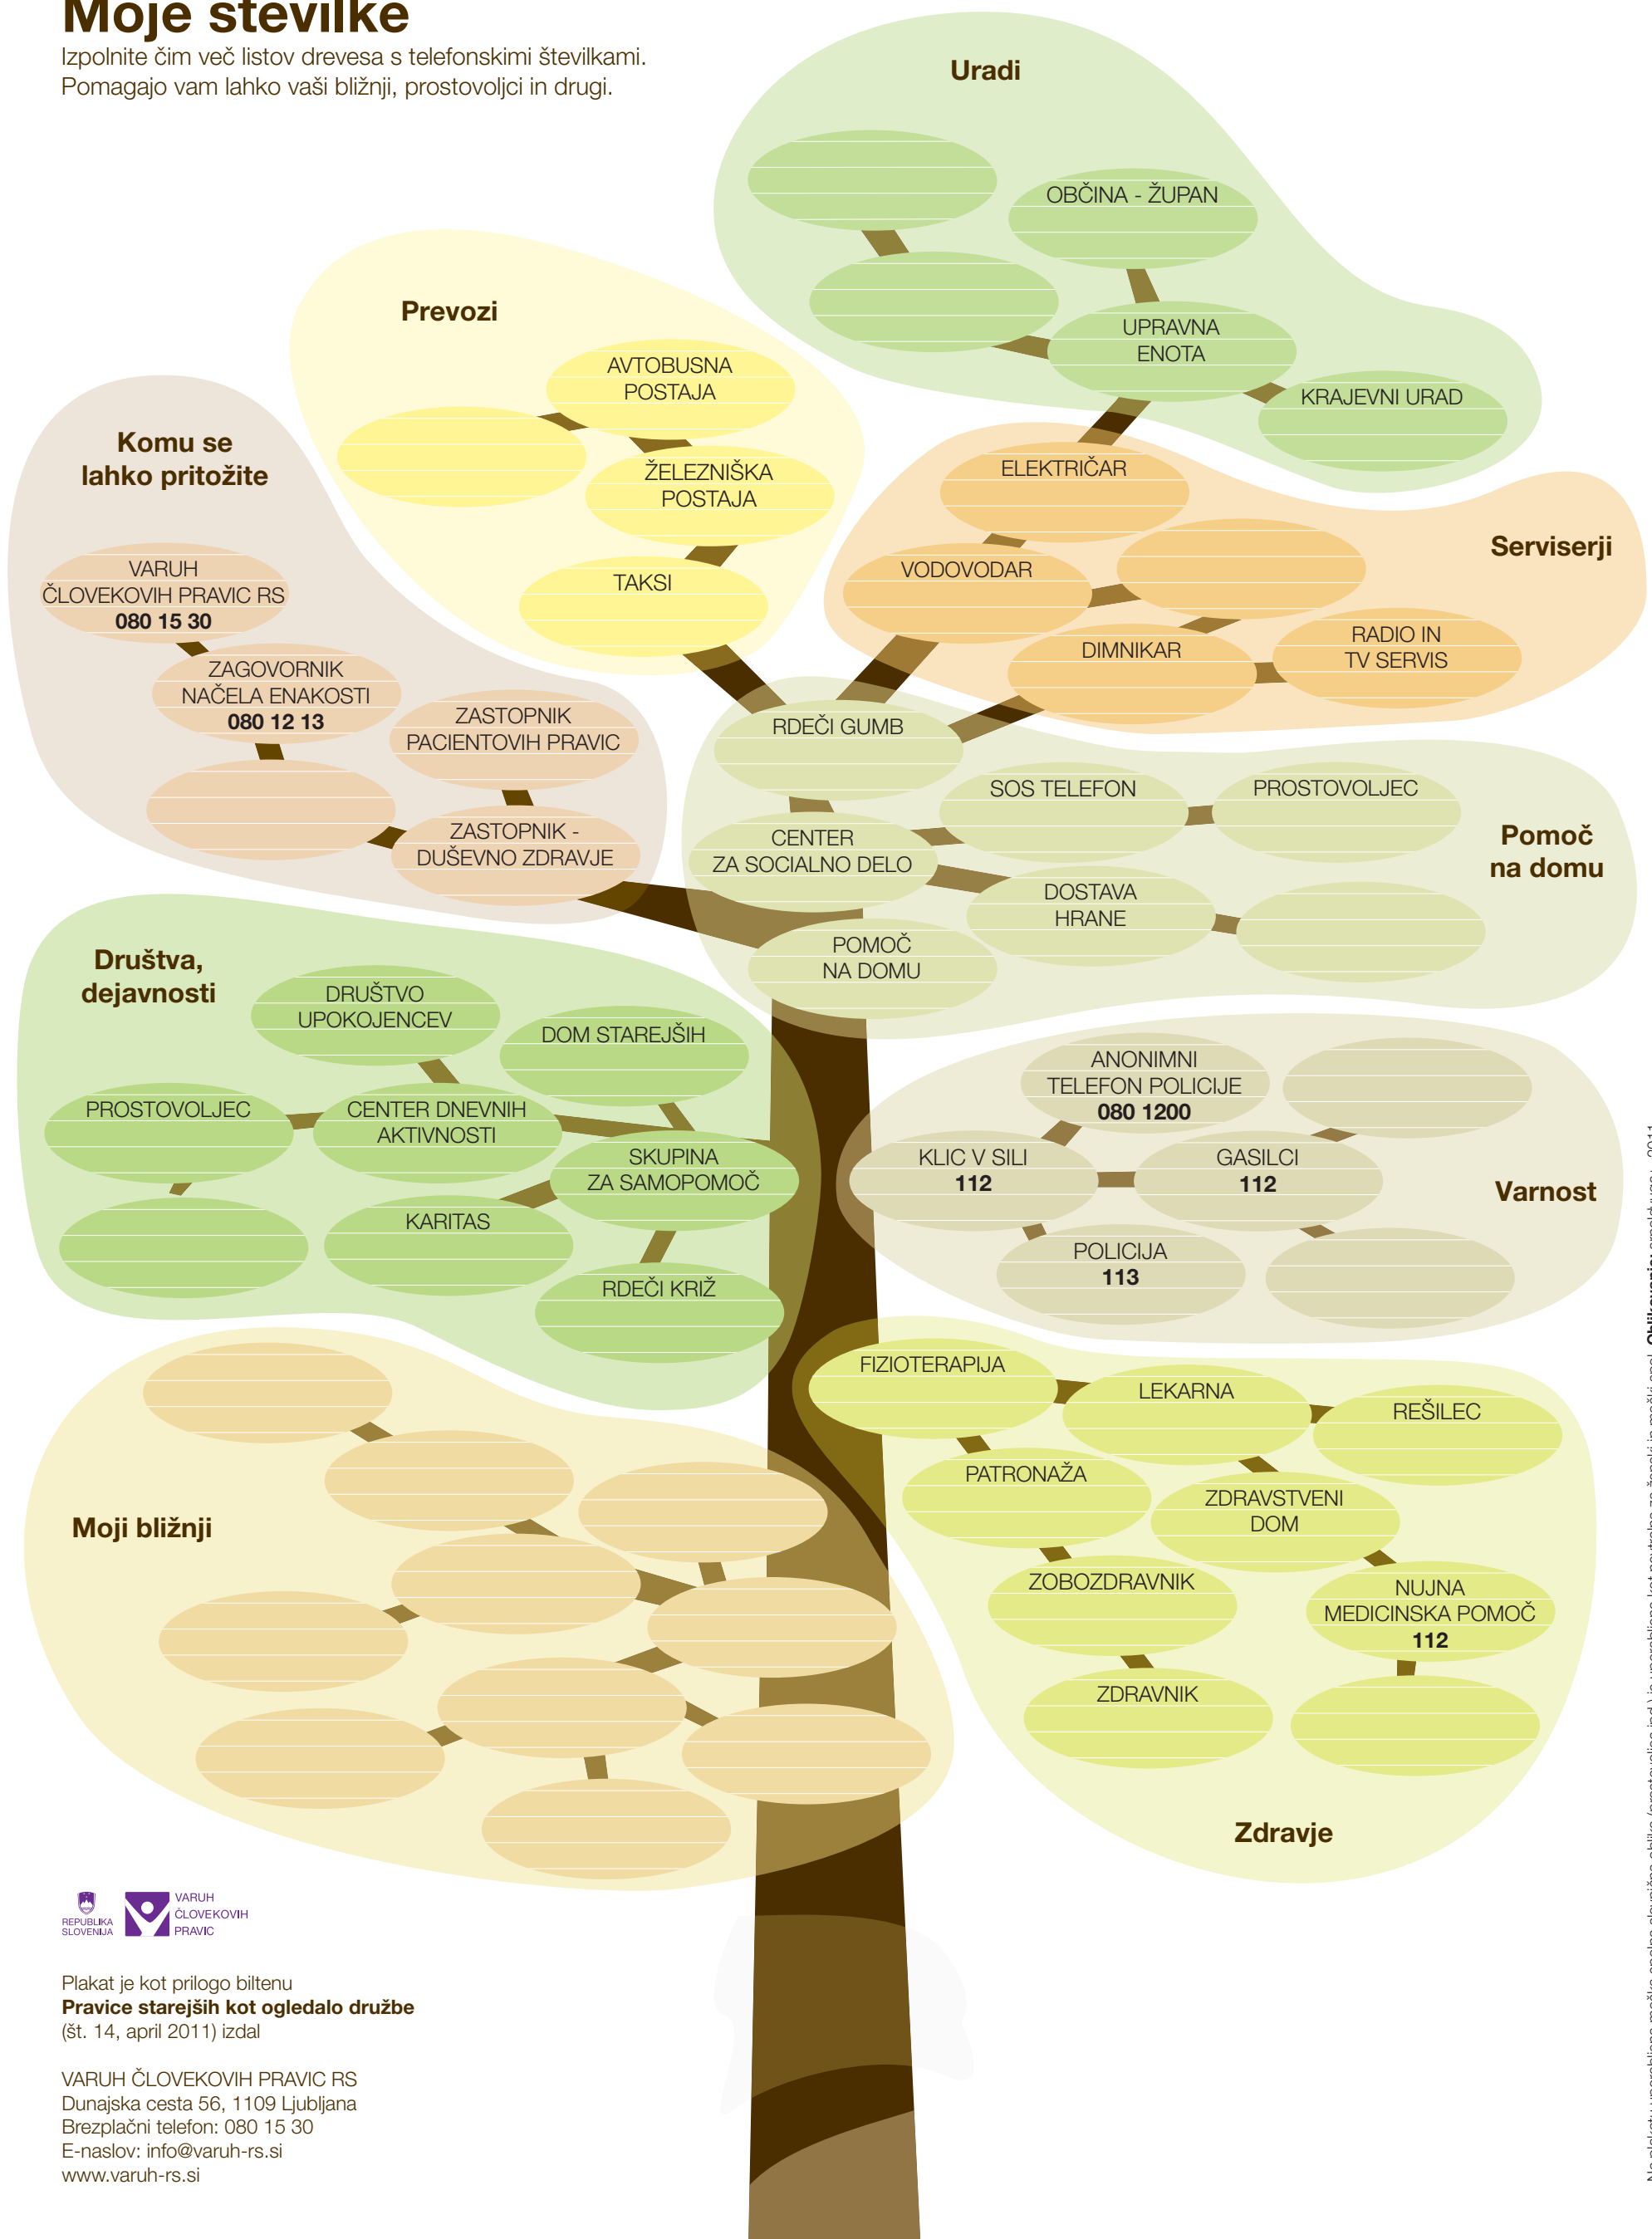 Moje številke
Izpolnite čim več listov drevesa s telefonskimi številkami.
Pomagajo vam lahko vaši bližnji, prostovoljci in drugi.
Uradi
OBČINA - ŽUPAN
UPRAVNA
ENOTA
KRAJEVNI URAD
Prevozi
AVTOBUSNA
POSTAJA
ŽELEZNIŠKA
POSTAJA
TAKSI
Komu se
lahko pritožite
VARUH
ČLOVEKOVIH PRAVIC RS
080 15 30
ZAGOVORNIK
NAČELA ENAKOSTI
080 12 13
ZASTOPNIK
PACIENTOVIH PRAVIC
ZASTOPNIK -
DUŠEVNO ZDRAVJE
Serviserji
ELEKTRIČAR
VODOVODAR
DIMNIKAR
RADIO IN
TV SERVIS
Pomoč
na domu
RDEČI GUMB
SOS TELEFON
PROSTOVOLJEC
CENTER
ZA SOCIALNO DELO
DOSTAVA
HRANE
POMOČ
NA DOMU
Društva,
dejavnosti
DRUŠTVO
UPOKOJENCEV
DOM STAREJŠIH
PROSTOVOLJEC
CENTER DNEVNIH
AKTIVNOSTI
SKUPINA
ZA SAMOPOMOČ
KARITAS
RDEČI KRIŽ
Varnost
ANONIMNI
TELEFON POLICIJE
080 1200
KLIC V SILI
112
GASILCI
112
POLICIJA
113
Moji bližnji
Zdravje
FIZIOTERAPIJA
LEKARNA
REŠILEC
PATRONAŽA
ZDRAVSTVENI
DOM
ZOBOZDRAVNIK
NUJNA
MEDICINSKA POMOČ
112
ZDRAVNIK
REPUBLIKA
SLOVENIJA
VARUH
ČLOVEKOVIH
PRAVIC
Plakat je kot prilogo biltenu
Pravice starejših kot ogledalo družbe
(št. 14, april 2011) izdal
VARUH ČLOVEKOVIH PRAVIC RS
Dunajska cesta 56, 1109 Ljubljana
Brezplačni telefon: 080 15 30
E-naslov: info@varuh-rs.si
www.varuh-rs.si